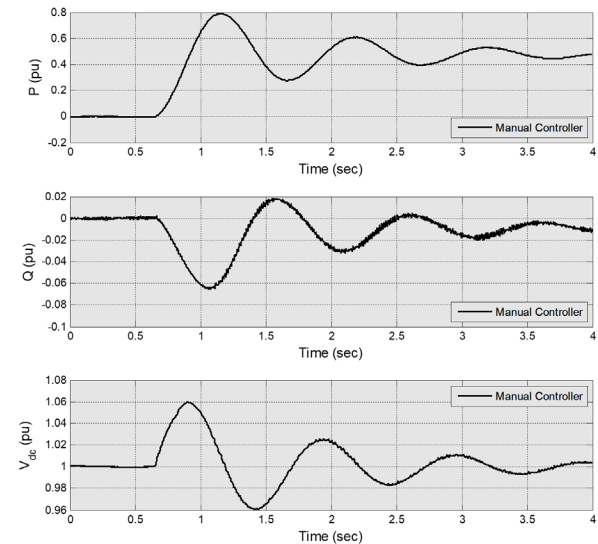 0.8
0.6
0.4
0.2
0
-0.2
P (pu)
Manual Controller
0 0.5 1 1.5 2 2.5 3 3.5 4
Time (sec)
0.02
0
-0.02
-0.04
-0.06
-0.08
-0.1
Q (pu)
Manual Controller
0 0.5 1 1.5 2 2.5 3 3.5 4
Time (sec)
1.08
1.06
1.04
1.02
1
0.98
0.96
Vdc (pu)
Manual Controller
0 0.5 1 1.5 2 2.5 3 3.5 4
Time (sec)